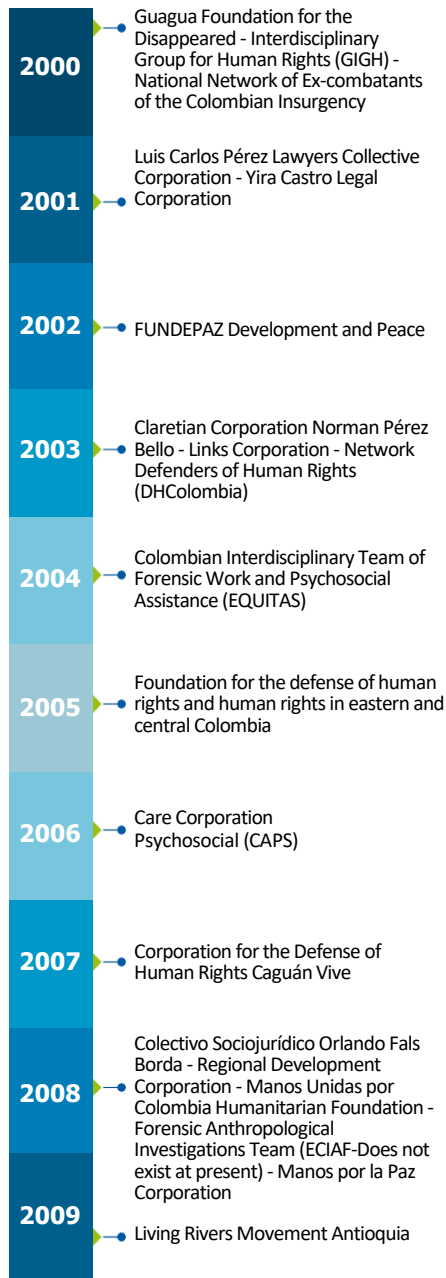 2000
Guagua Foundation for the
Disappeared - Interdisciplinary
Group for Human Rights (GIGH) -
National Network of Ex-combatants
of the Colombian Insurgency
2001
Luis Carlos Pérez Lawyers Collective
Corporation - Yira Castro Legal
Corporation
2002
FUNDEPAZ Development and Peace
2003
Claretian Corporation Norman Pérez
Bello - Links Corporation - Network
Defenders of Human Rights
(DHColombia)
2004
Colombian Interdisciplinary Team of
Forensic Work and Psychosocial
Assistance (EQUITAS)
2005
Foundation for the defense of human
rights and human rights in eastern and
central Colombia
2006
Care Corporation
Psychosocial (CAPS)
2007
Corporation for the Defense of
Human Rights Caguán Vive
2008
Colectivo Sociojurídico Orlando Fals
Borda - Regional Development
Corporation - Manos Unidas por
Colombia Humanitarian Foundation -
Forensic Anthropological
Investigations Team (ECIAF-Does not
exist at present) - Manos por la Paz
Corporation
2009
Living Rivers Movement Antioquia